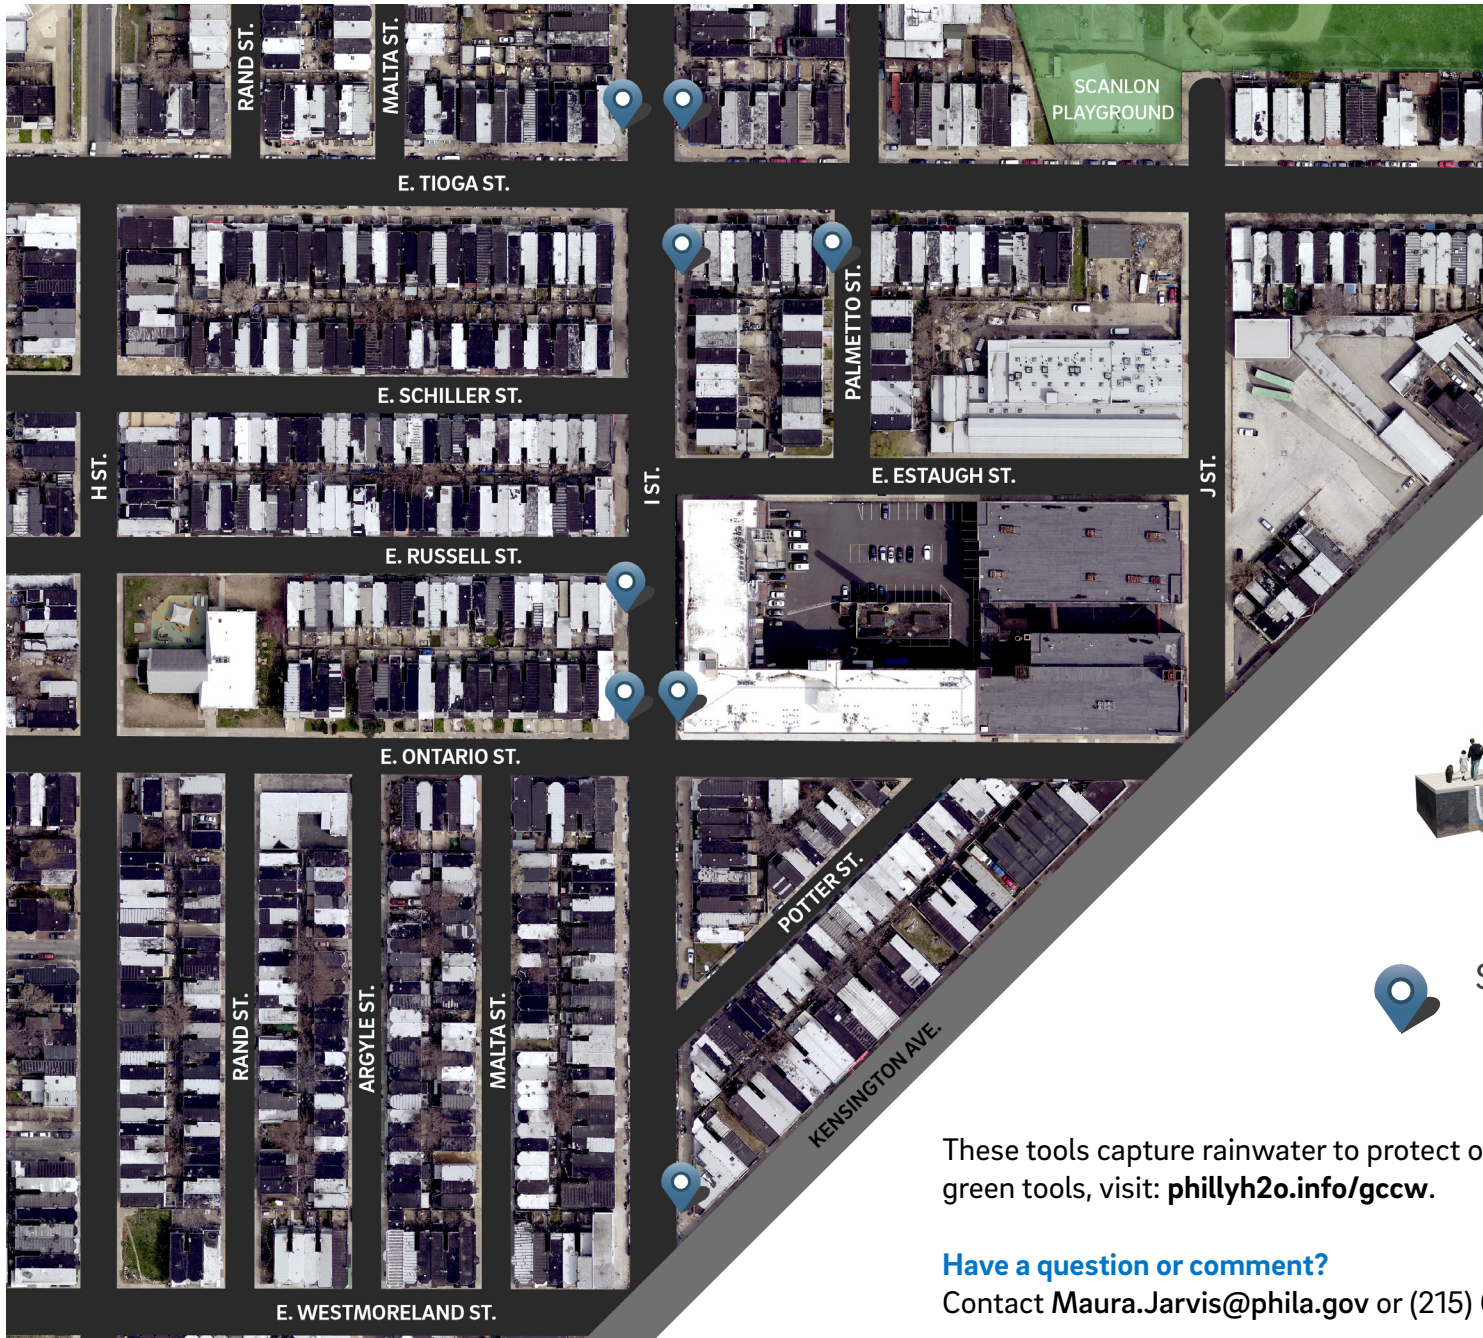 RAND ST.
MALTA ST.
SCANLON
PLAYGROUND
E. TIOGA ST.
PALMETTO ST.
E. SCHILLER ST.
H ST.
I ST.
E. ESTAUGH ST.
J ST.
E. RUSSELL ST.
E. ONTARIO ST.
POTTER ST.
RAND ST.
ARGYLE ST.
MALTA ST.
KENSINGTON AVE.
S
These tools capture rainwater to protect o
green tools, visit: phillyh2o.info/gccw.
Have a question or comment?
Contact Maura.Jarvis@phila.gov or (215)
E. WESTMORELAND ST.